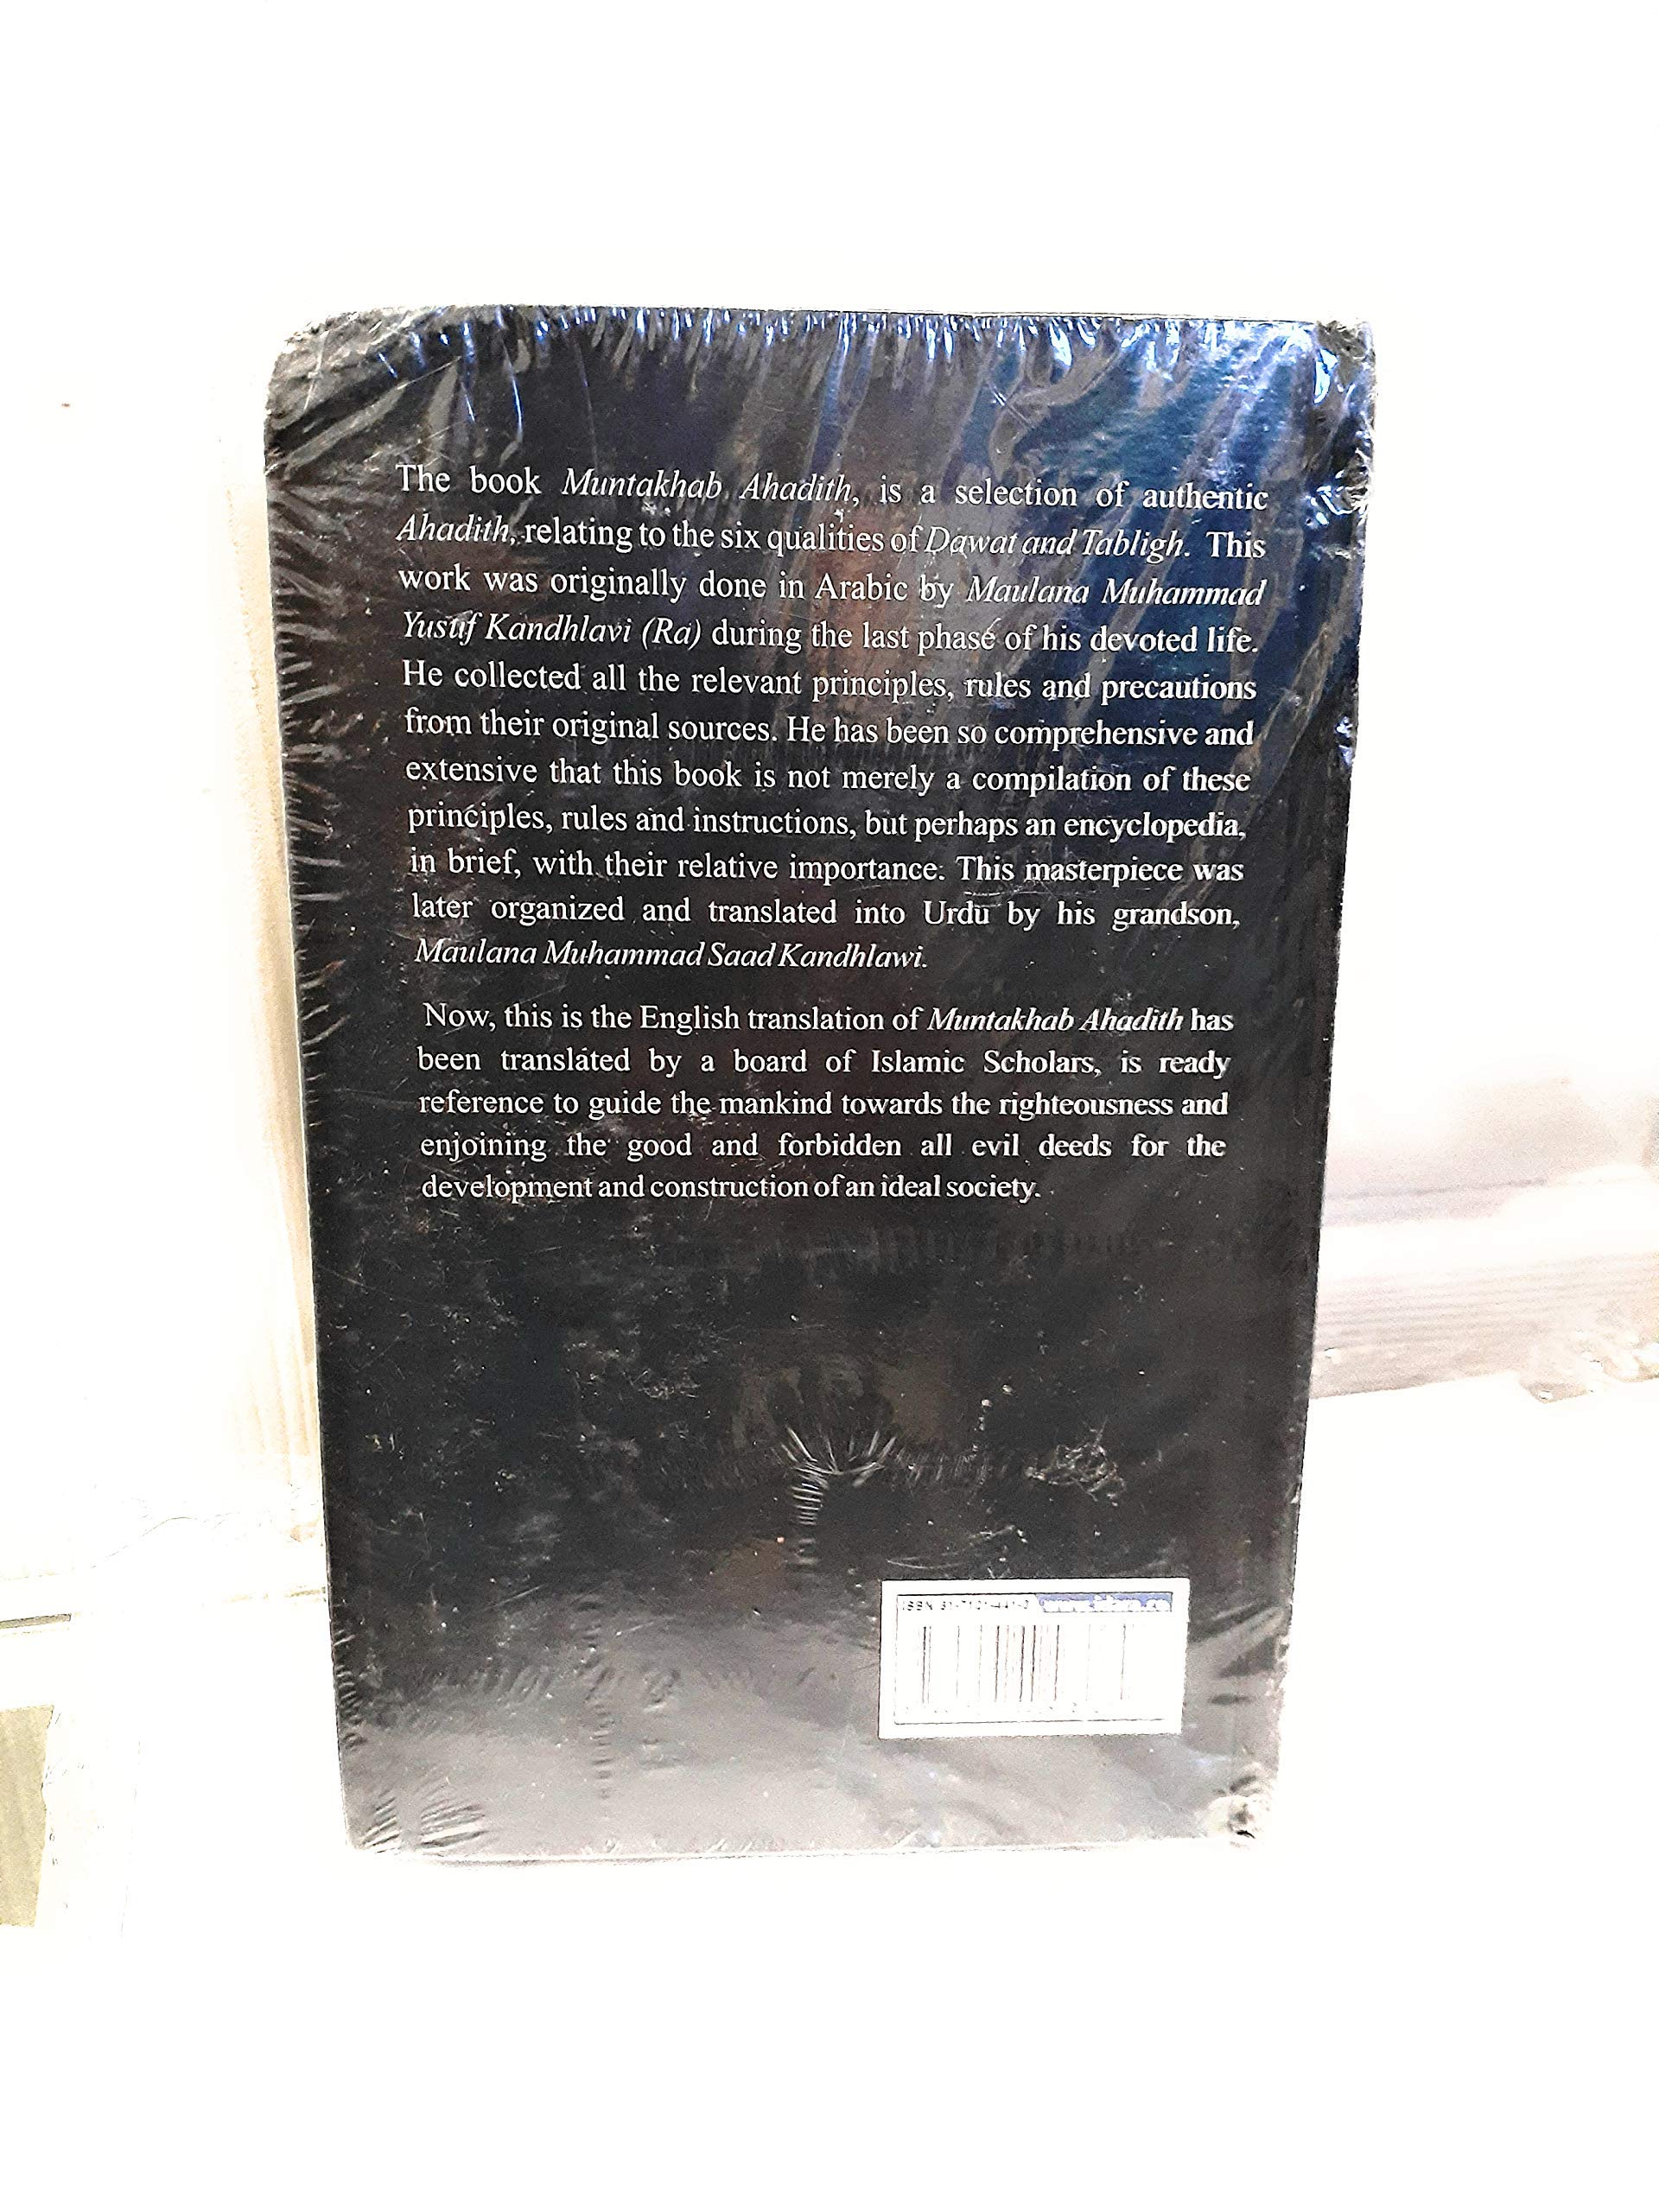 The book Muntakhab Ahadith, is a selection of authentic
Ahadith, relating to the six qualities of Dawat and Tabligh. This
work was originally done in Arabic by Maulana Muhammad
Yusuf Kandhlavi (Ra) during the last phase of his devoted life.
He collected all the relevant principles, rules and precautions
from their original sources. He has been so comprehensive and
extensive that this book is not merely a compilation of these
principles, rules and instructions, but perhaps an encyclopedia,
in brief, with their relative importance. This masterpiece was
later organized and translated into Urdu by his grandson,
Maulana Muhammad Saad Kandhlawi.
Now, this is the English translation of Muntakhab Ahadith has
been translated by a board of Islamic Scholars, is ready
reference to guide the mankind towards the righteousness and
enjoining the good and forbidden all evil deeds for the
development and construction of an ideal society.
ISBN